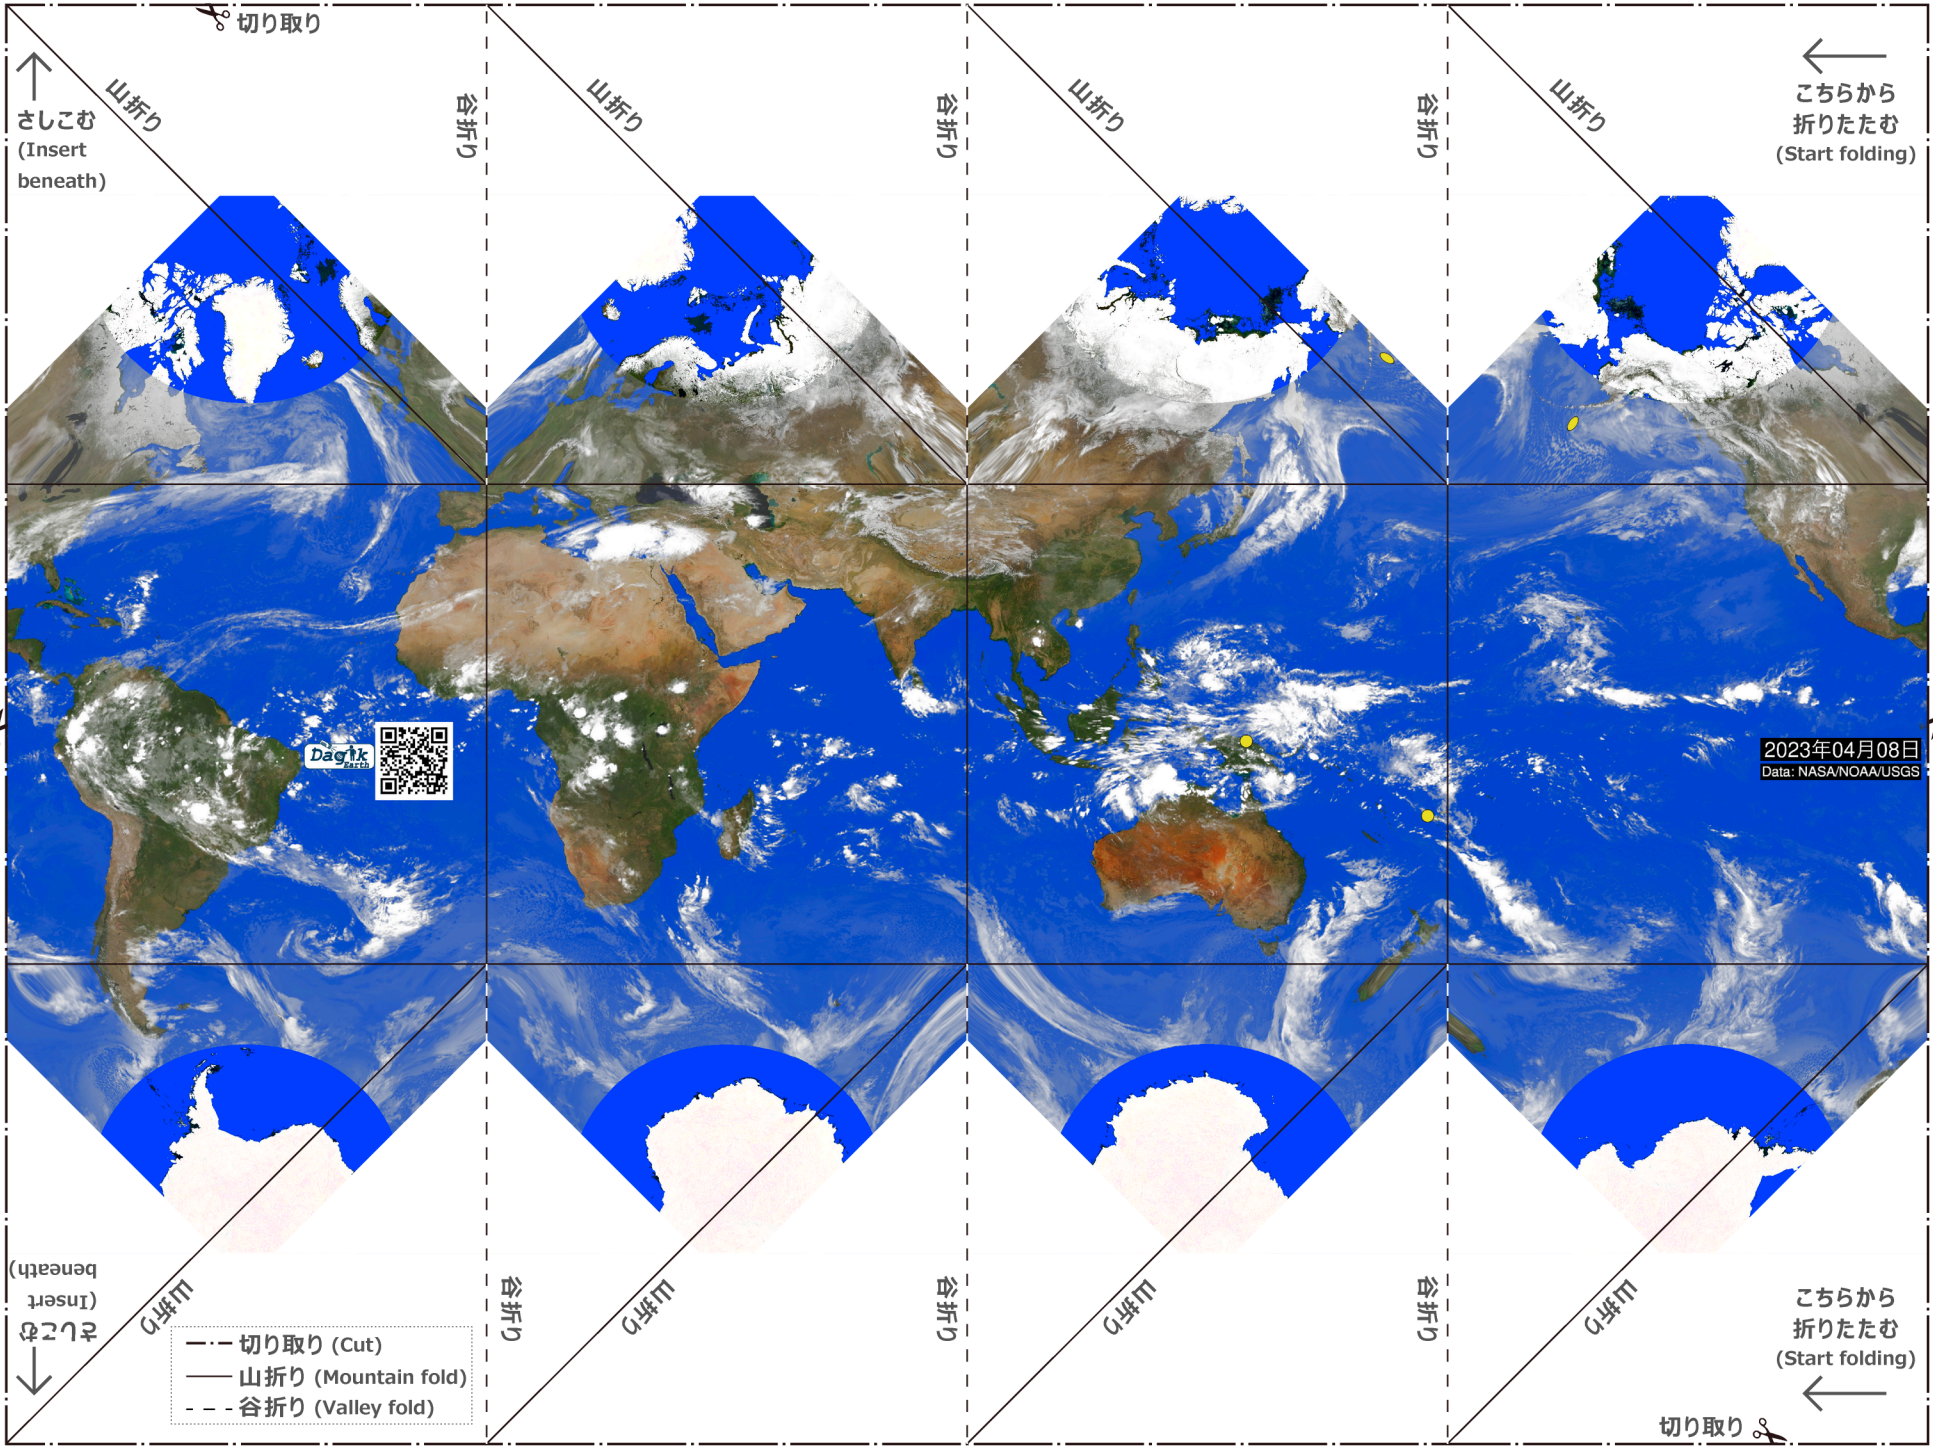 切り取り
山折り
谷折り
山折り
谷折り
山折り
谷折り
山折り
さしこむ
(Insert
beneath)
こちらから
折りたたむ
(Start folding)
Dagik
Earth
2023年04月08日
Data: NASA/NOAA/USGS
さしこむ
(Insert
beneath)
山折り
谷折り
山折り
谷折り
山折り
谷折り
山折り
こちらから
折りたたむ
(Start folding)
切り取り (Cut)
山折り (Mountain fold)
谷折り (Valley fold)
切り取り